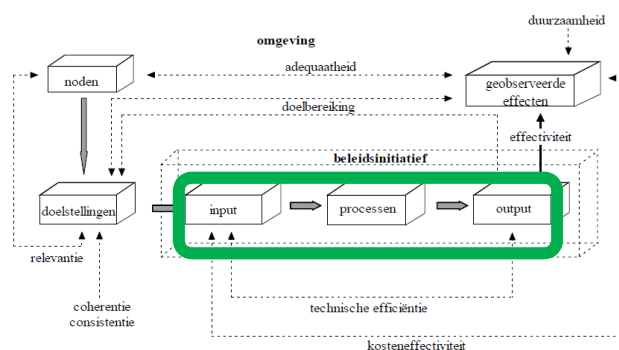 duurzaamheid
omgeving
adequaatheid
noden
geobserveerde
effecten
doelbereiking
effectiviteit
beleidsinitiatief
doelstellingen
input
processen
output
relevantie
coherentie
consistentie
technische efficiëntie
kosteneffectiviteit